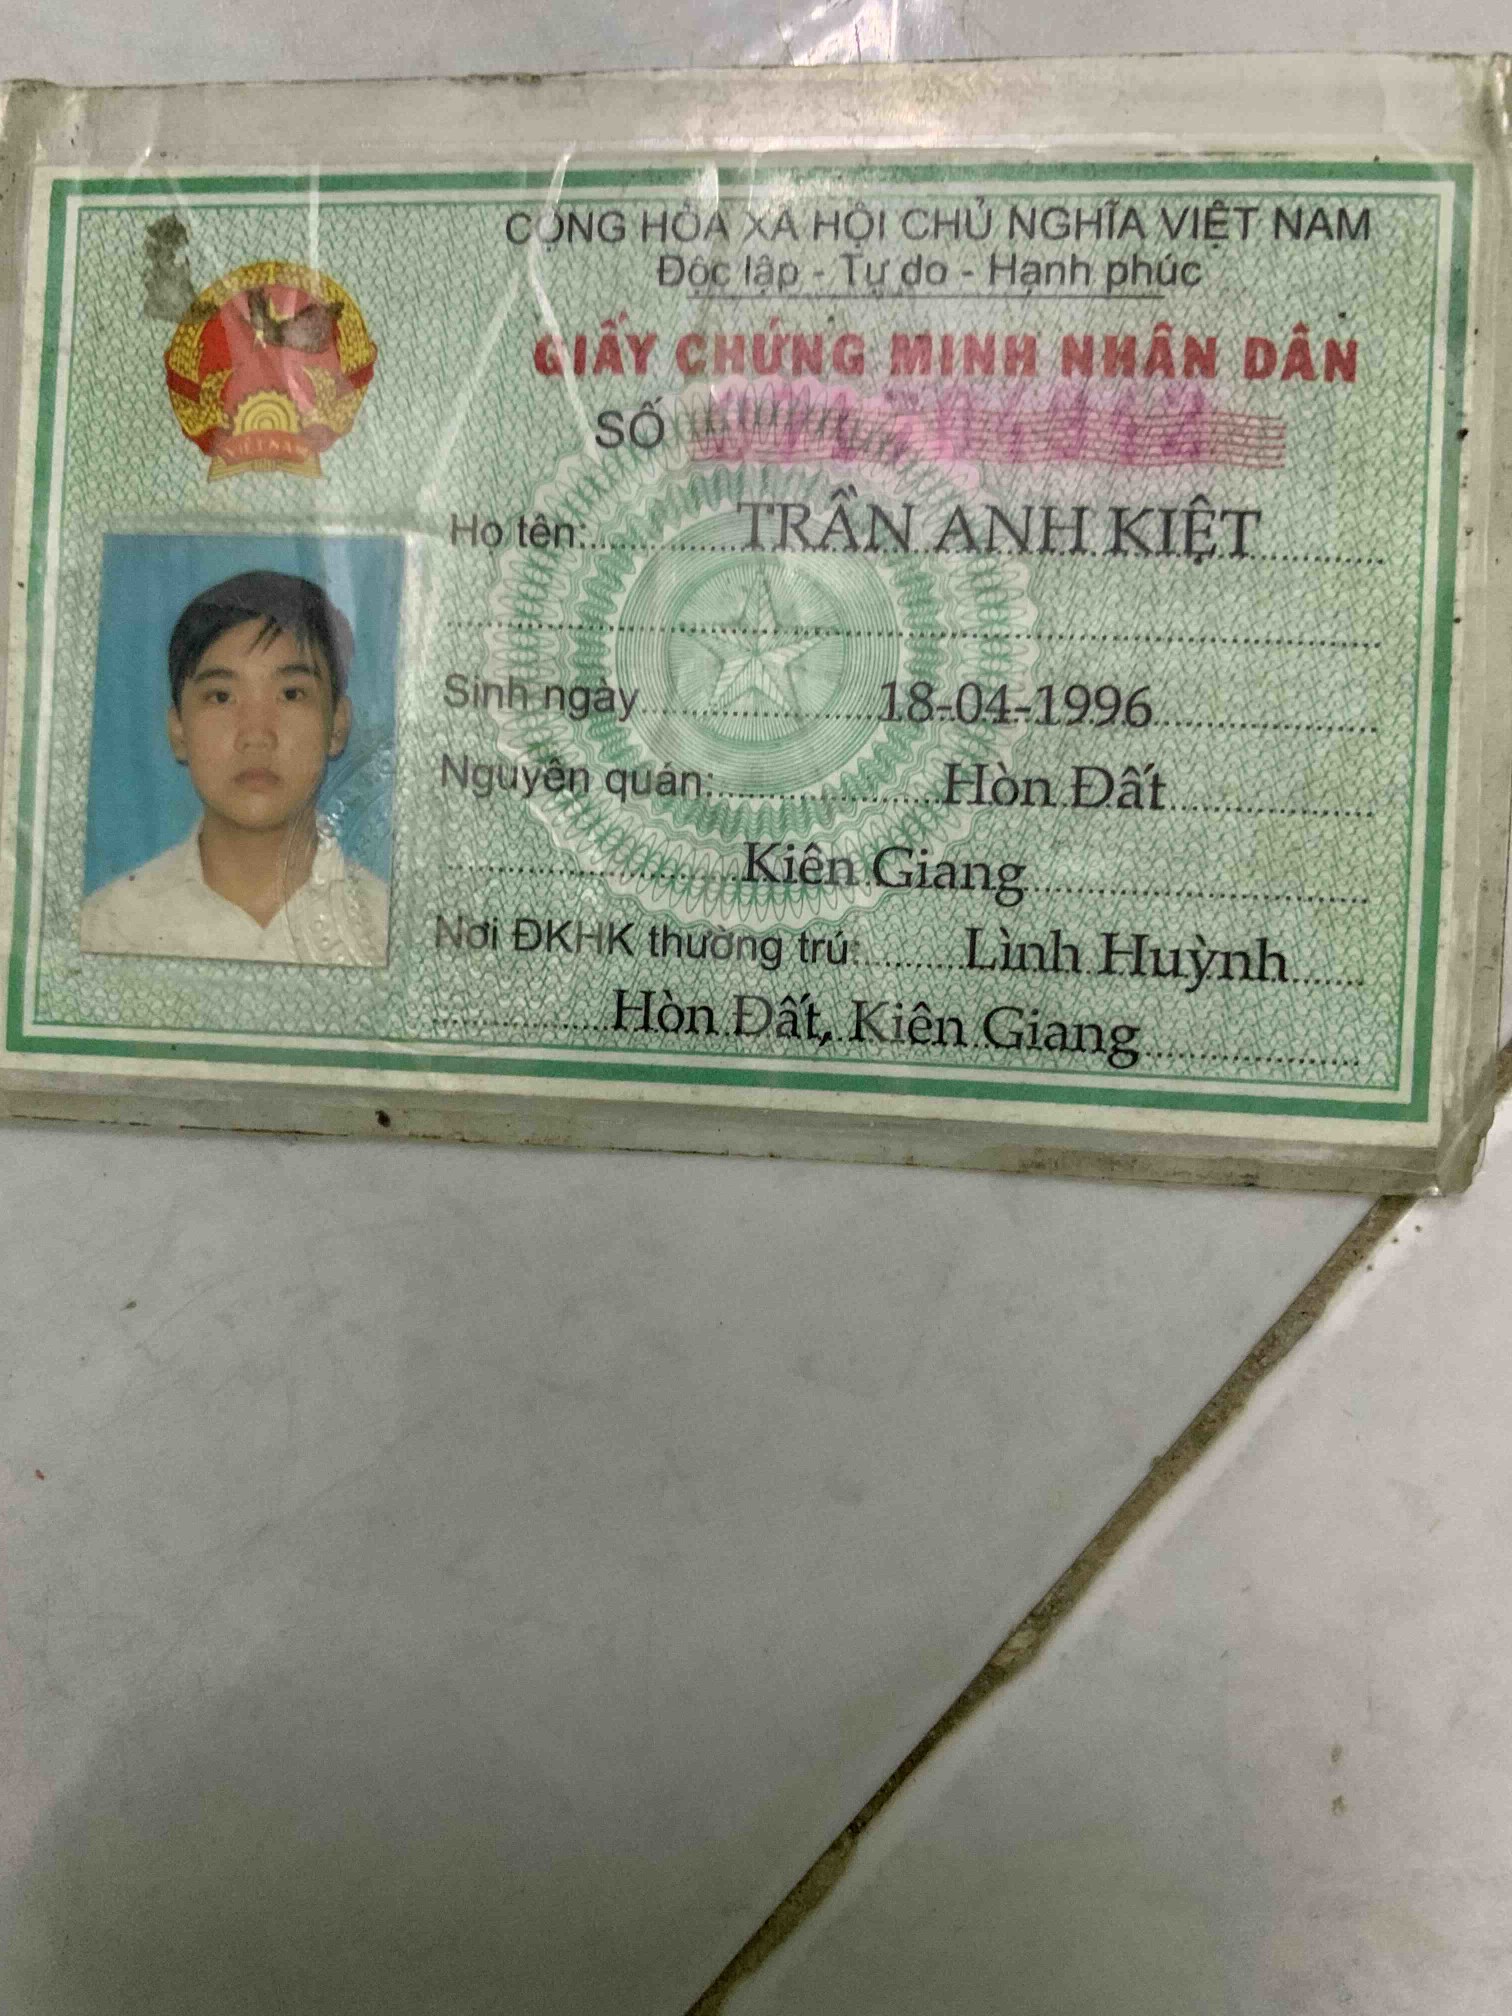 CỘNG HÒA XÃ HỘI CHỦ NGHĨA VIỆT NAM
Độc lập - Tự do - Hạnh phúc
GIẤY CHỨNG MINH NHÂN DÂN
SỐ
VIỆT NAM
Họ tên: TRẦN ANH KIỆT
Sinh ngày 18-04-1996
Nguyên quán: Hòn Đất
Kiên Giang
Nơi ĐKHK thường trú: Lình Huỳnh
Hòn Đất, Kiên Giang